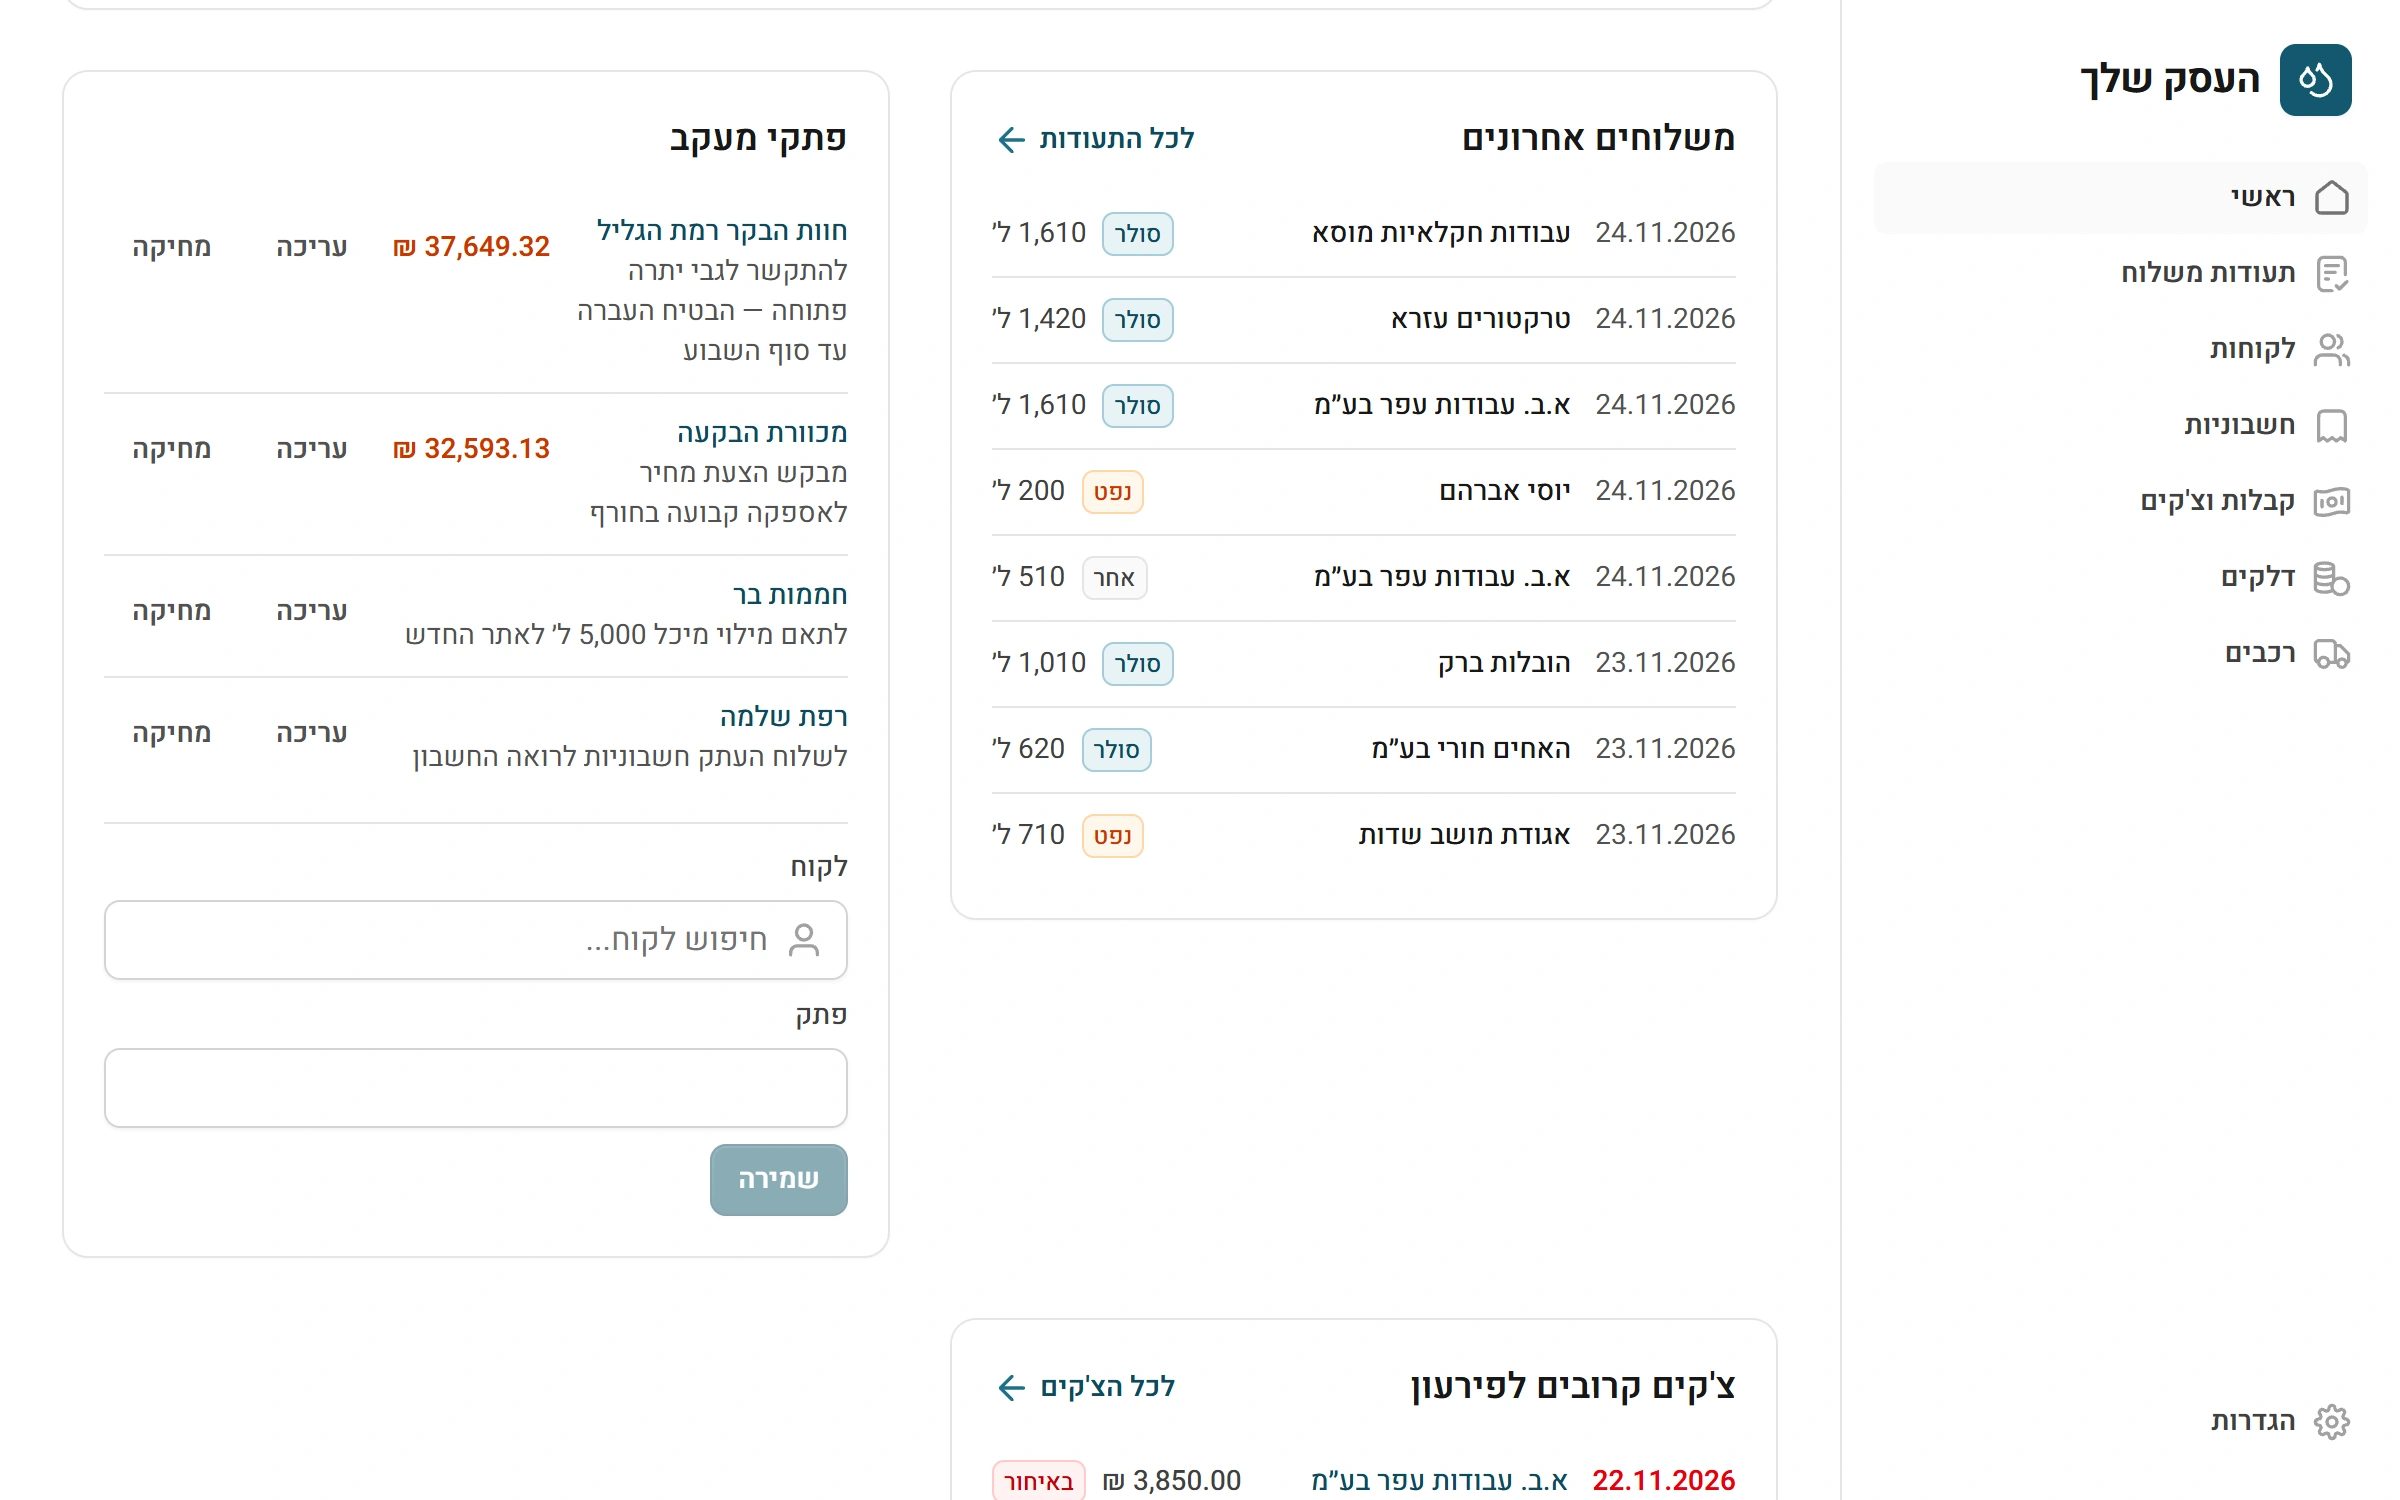 העסק שלך
ראשי
תעודות משלוח
לקוחות
חשבוניות
קבלות וצ'קים
דלקים
רכבים
הגדרות
משלוחים אחרונים
לכל התעודות
24.11.2026 עבודות חקלאיות מוסא סולר 1,610 ל׳
24.11.2026 טרקטורים עזרא סולר 1,420 ל׳
24.11.2026 א.ב. עבודות עפר בע״מ סולר 1,610 ל׳
24.11.2026 יוסי אברהם נפט 200 ל׳
24.11.2026 א.ב. עבודות עפר בע״מ אחר 510 ל׳
23.11.2026 הובלות ברק סולר 1,010 ל׳
23.11.2026 האחים חורי בע״מ סולר 620 ל׳
23.11.2026 אגודת מושב שדות נפט 710 ל׳
פתקי מעקב
חוות הבקר רמת הגליל 37,649.32 ₪ עריכה מחיקה
להתקשר לגבי יתרה
פתוחה – הבטיח העברה
עד סוף השבוע
מכוורת הבקעה 32,593.13 ₪ עריכה מחיקה
מבקש הצעת מחיר
לאספקה קבועה בחורף
חממות בר עריכה מחיקה
לתאם מילוי מיכל 5,000 ל׳ לאתר החדש
רפת שלמה עריכה מחיקה
לשלוח העתק חשבוניות לרואה החשבון
לקוח
חיפוש לקוח...
פתק
שמירה
צ'קים קרובים לפירעון
לכל הצ'קים
22.11.2026 א.ב. עבודות עפר בע״מ 3,850.00 ₪ באיחור